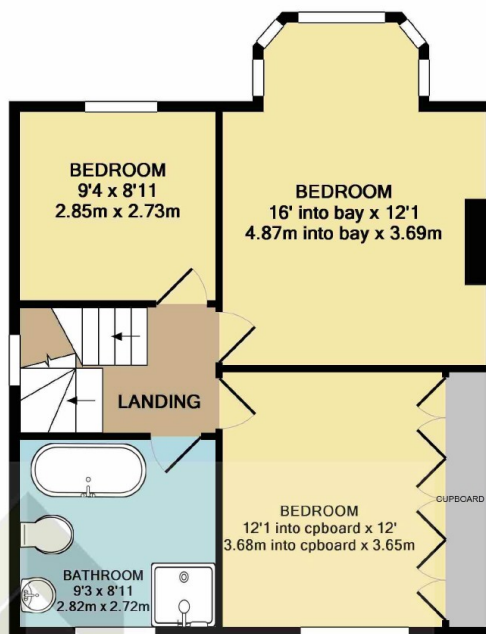 BEDROOM
9'4 x 8'11
2.85m x 2.73m
BEDROOM
16' into bay x 12'1
4.87m into bay x 3.69m
LANDING
BEDROOM
12'1 into cpboard x 12'
3.68m into cpboard x 3.65m
CUPBOARD
BATHROOM
9'3 x 8'11
2.82m x 2.72m